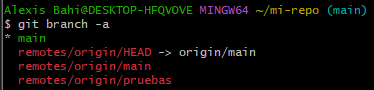 Alexis Bahi@DESKTOP-HFQVOVE MINGW64 ~/mi-repo (main)
$ git branch -a
* main
  remotes/origin/HEAD -> origin/main
  remotes/origin/main
  remotes/origin/pruebas